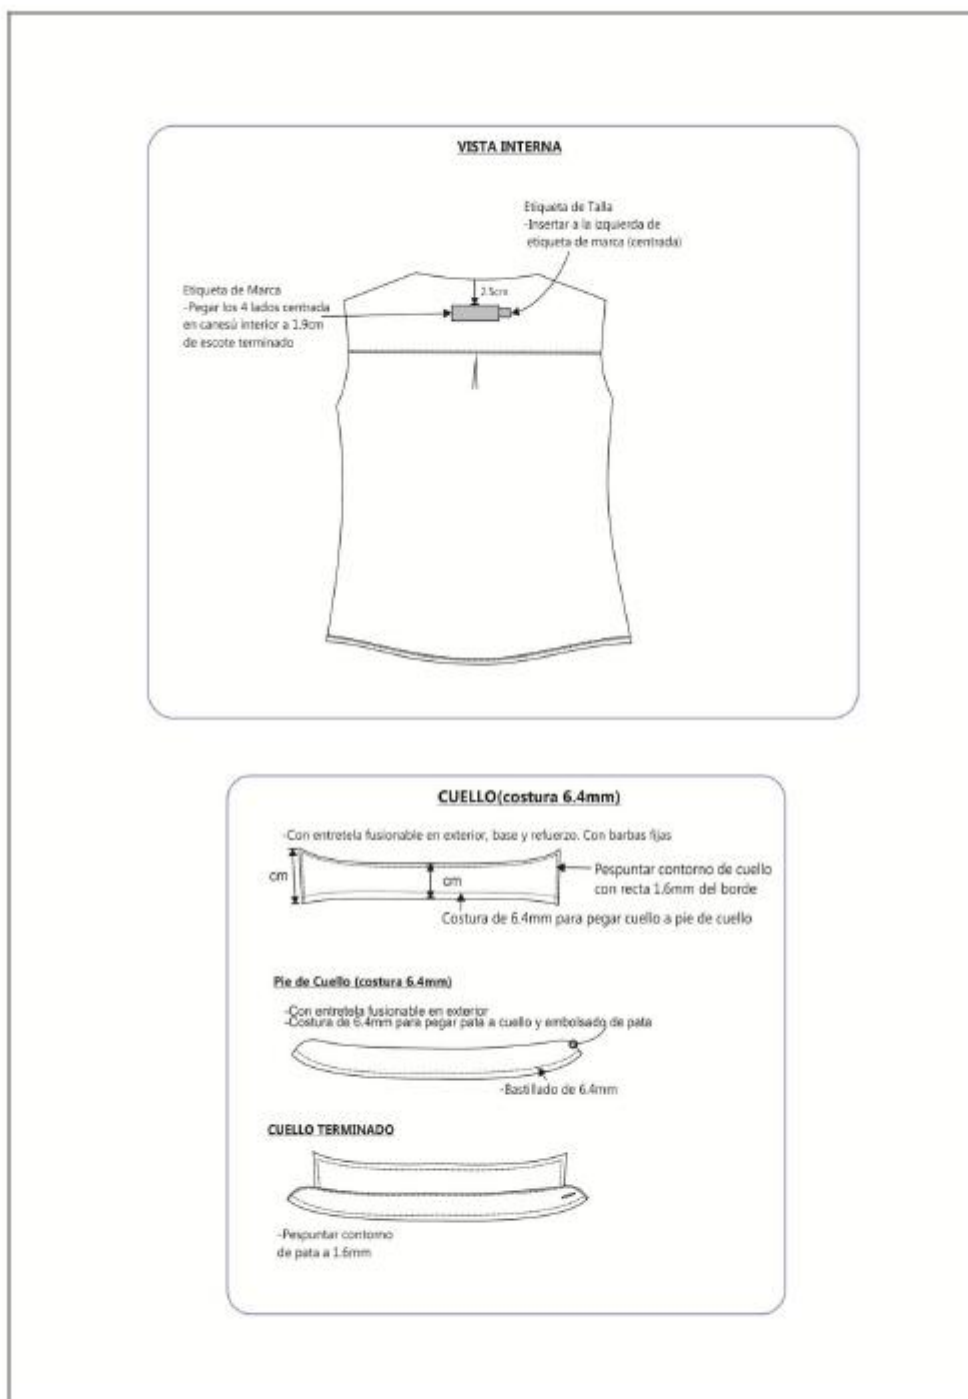 VISTA INTERNA
Etiqueta de Talla
-Insertar a la izquierda de
etiqueta de marca (centrada)
2.5cm
Etiqueta de Marca
-Pegar los 4 lados centrada
en canesú interior a 1.9cm
de escote terminado
CUELLO(costura 6.4mm)
-Con entretela fusionable en exterior, base y refuerzo. Con barbas fijas
cm
cm
Pespuntar contorno de cuello
con recta 1.6mm del borde
Costura de 6.4mm para pegar cuello a pie de cuello
Pie de Cuello (costura 6.4mm)
-Con entretela fusionable en exterior
-Costura de 6.4mm para pegar pata a cuello y embolsado de pata
-Bastillado de 6.4mm
CUELLO TERMINADO
-Pespuntar contorno
de pata a 1.6mm